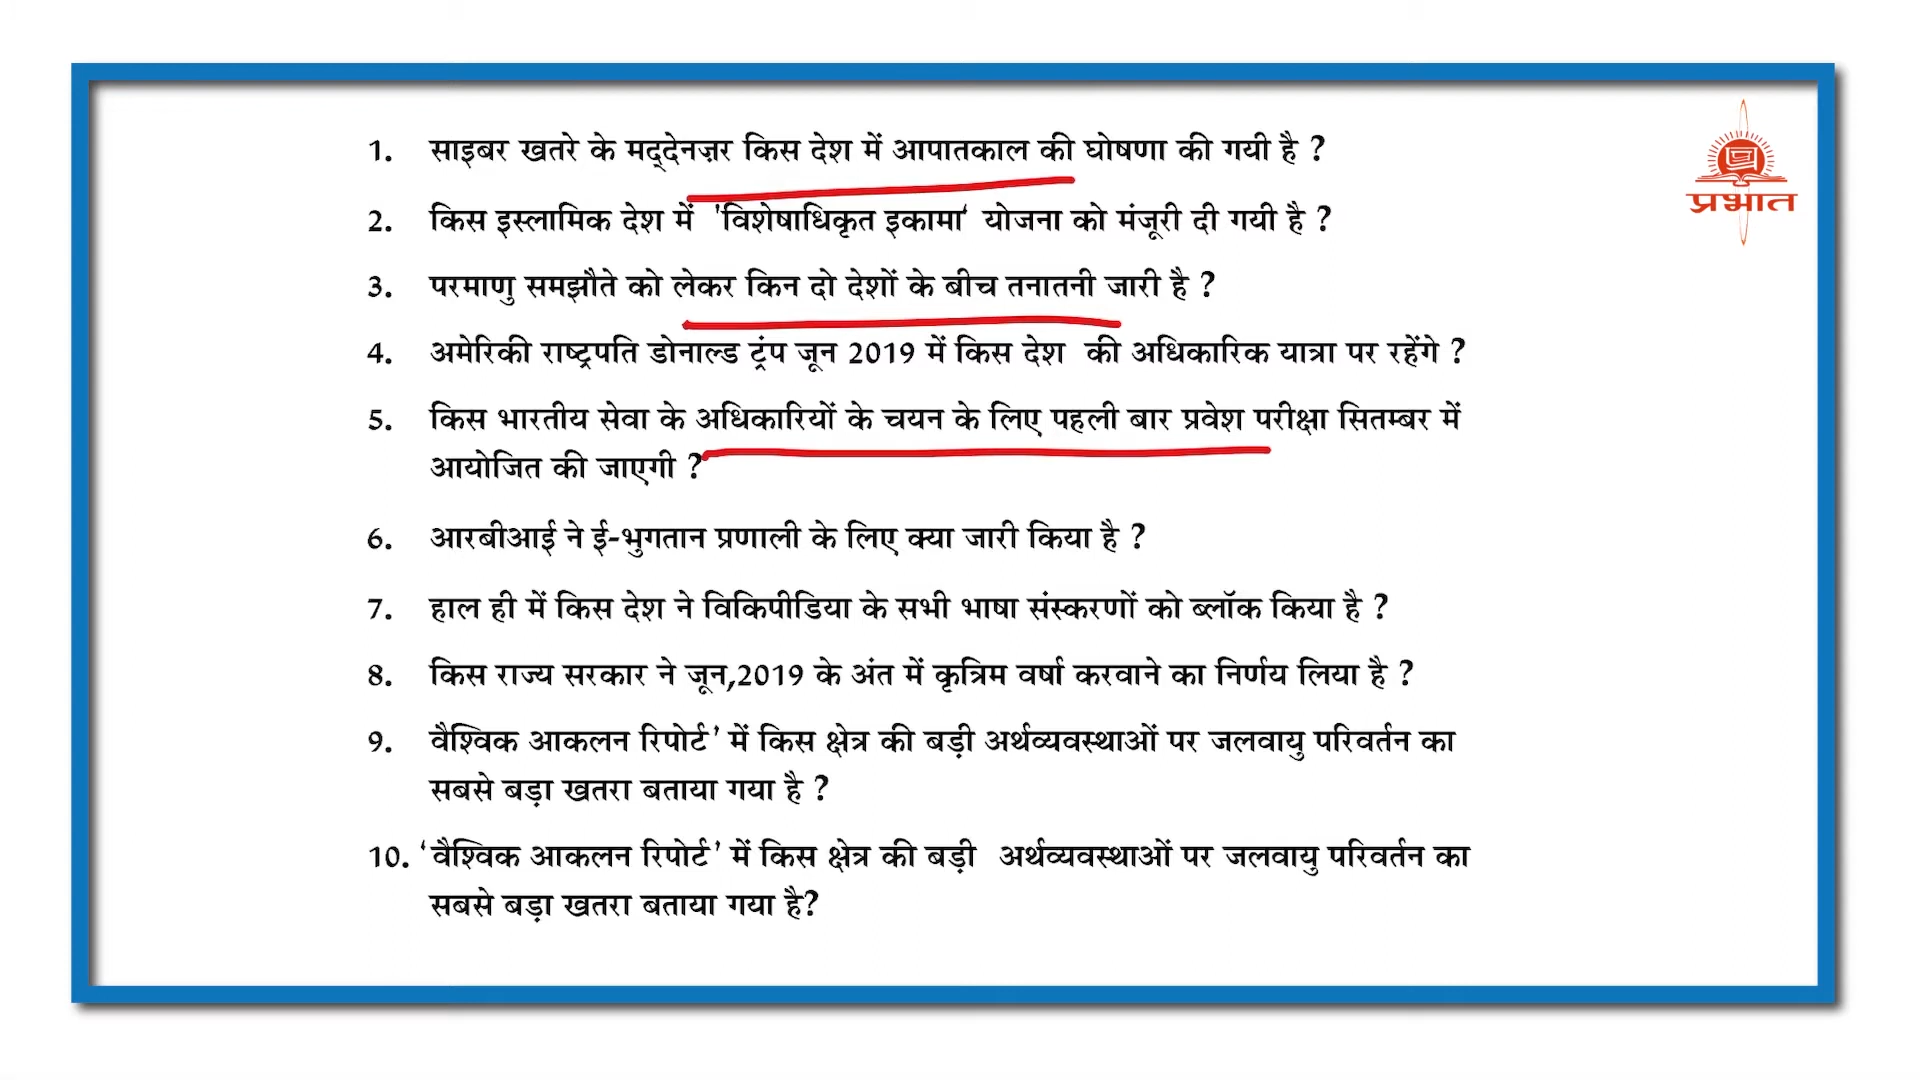 1. साइबर खतरे के मद्देनज़र किस देश में आपातकाल की घोषणा की गयी है ?
प्रभात
2. किस इस्लामिक देश में 'विशेषाधिकृत इकामा‘ योजना को मंजूरी दी गयी है ?
3. परमाणु समझौते को लेकर किन दो देशों के बीच तनातनी जारी है ?
4. अमेरिकी राष्ट्रपति डोनाल्ड ट्रंप जून 2019 में किस देश की अधिकारिक यात्रा पर रहेंगे ?
5. किस भारतीय सेवा के अधिकारियों के चयन के लिए पहली बार प्रवेश परीक्षा सितम्बर में
आयोजित की जाएगी ?
6. आरबीआई ने ई-भुगतान प्रणाली के लिए क्या जारी किया है ?
7. हाल ही में किस देश ने विकिपीडिया के सभी भाषा संस्करणों को ब्लॉक किया है ?
8. किस राज्य सरकार ने जून,2019 के अंत में कृत्रिम वर्षा करवाने का निर्णय लिया है ?
9. वैश्विक आकलन रिपोर्ट’ में किस क्षेत्र की बड़ी अर्थव्यवस्थाओं पर जलवायु परिवर्तन का
सबसे बड़ा खतरा बताया गया है ?
10. ‘वैश्विक आकलन रिपोर्ट’ में किस क्षेत्र की बड़ी अर्थव्यवस्थाओं पर जलवायु परिवर्तन का
सबसे बड़ा खतरा बताया गया है?